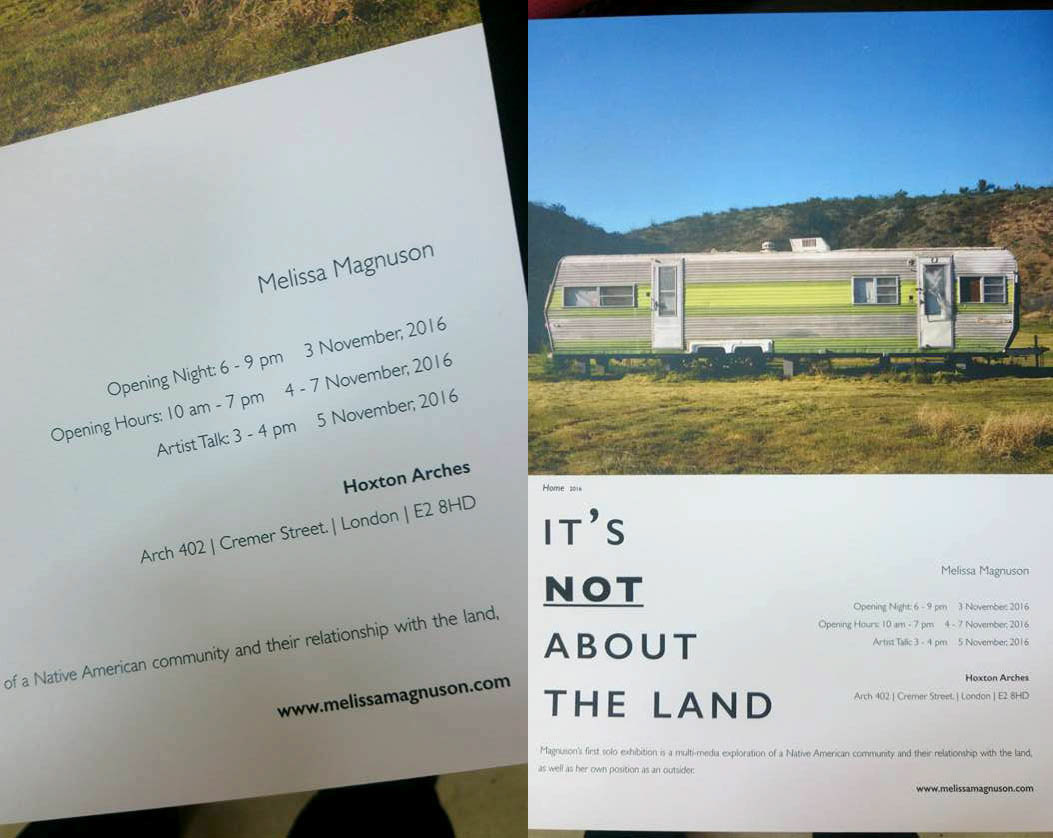 Melissa Magnuson
Opening Night: 6 - 9 pm 3 November, 2016
Opening Hours: 10 am - 7 pm 4 - 7 November, 2016
Artist Talk: 3 - 4 pm 5 November, 2016
Hoxton Arches
Arch 402 | Cremer Street. | London | E2 8HD
of a Native American community and their relationship with the land,
www.melissamagnuson.com
Home 2016
IT'S
NOT
ABOUT
THE LAND
Melissa Magnuson
Opening Night: 6 - 9 pm 3 November, 2016
Opening Hours: 10 am - 7 pm 4 - 7 November, 2016
Artist Talk: 3 - 4 pm 5 November, 2016
Hoxton Arches
Arch 402 | Cremer Street. | London | E2 8HD
Magnuson's first solo exhibition is a multi-media exploration of a Native American community and their relationship with the land,
as well as her own position as an outsider.
www.melissamagnuson.com